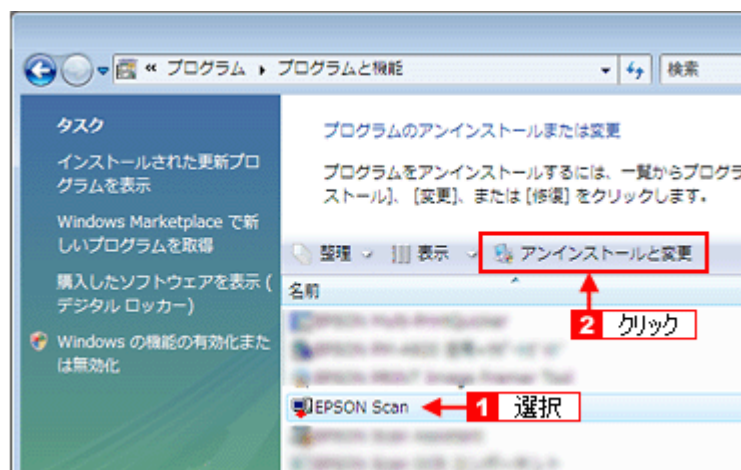 « プログラム ▸ プログラムと機能
検索
タスク
インストールされた更新プロ
グラムを表示
Windows Marketplace で新
しいプログラムを取得
購入したソフトウェアを表示 (
デジタル ロッカー)
Windows の機能の有効化また
は無効化
プログラムのアンインストールまたは変更
プログラムをアンインストールするには、一覧からプログラ
ストール]、[変更]、または [修復] をクリックします。
整理 表示 アンインストールと変更
名前
2 クリック
EPSON Scan
1 選択